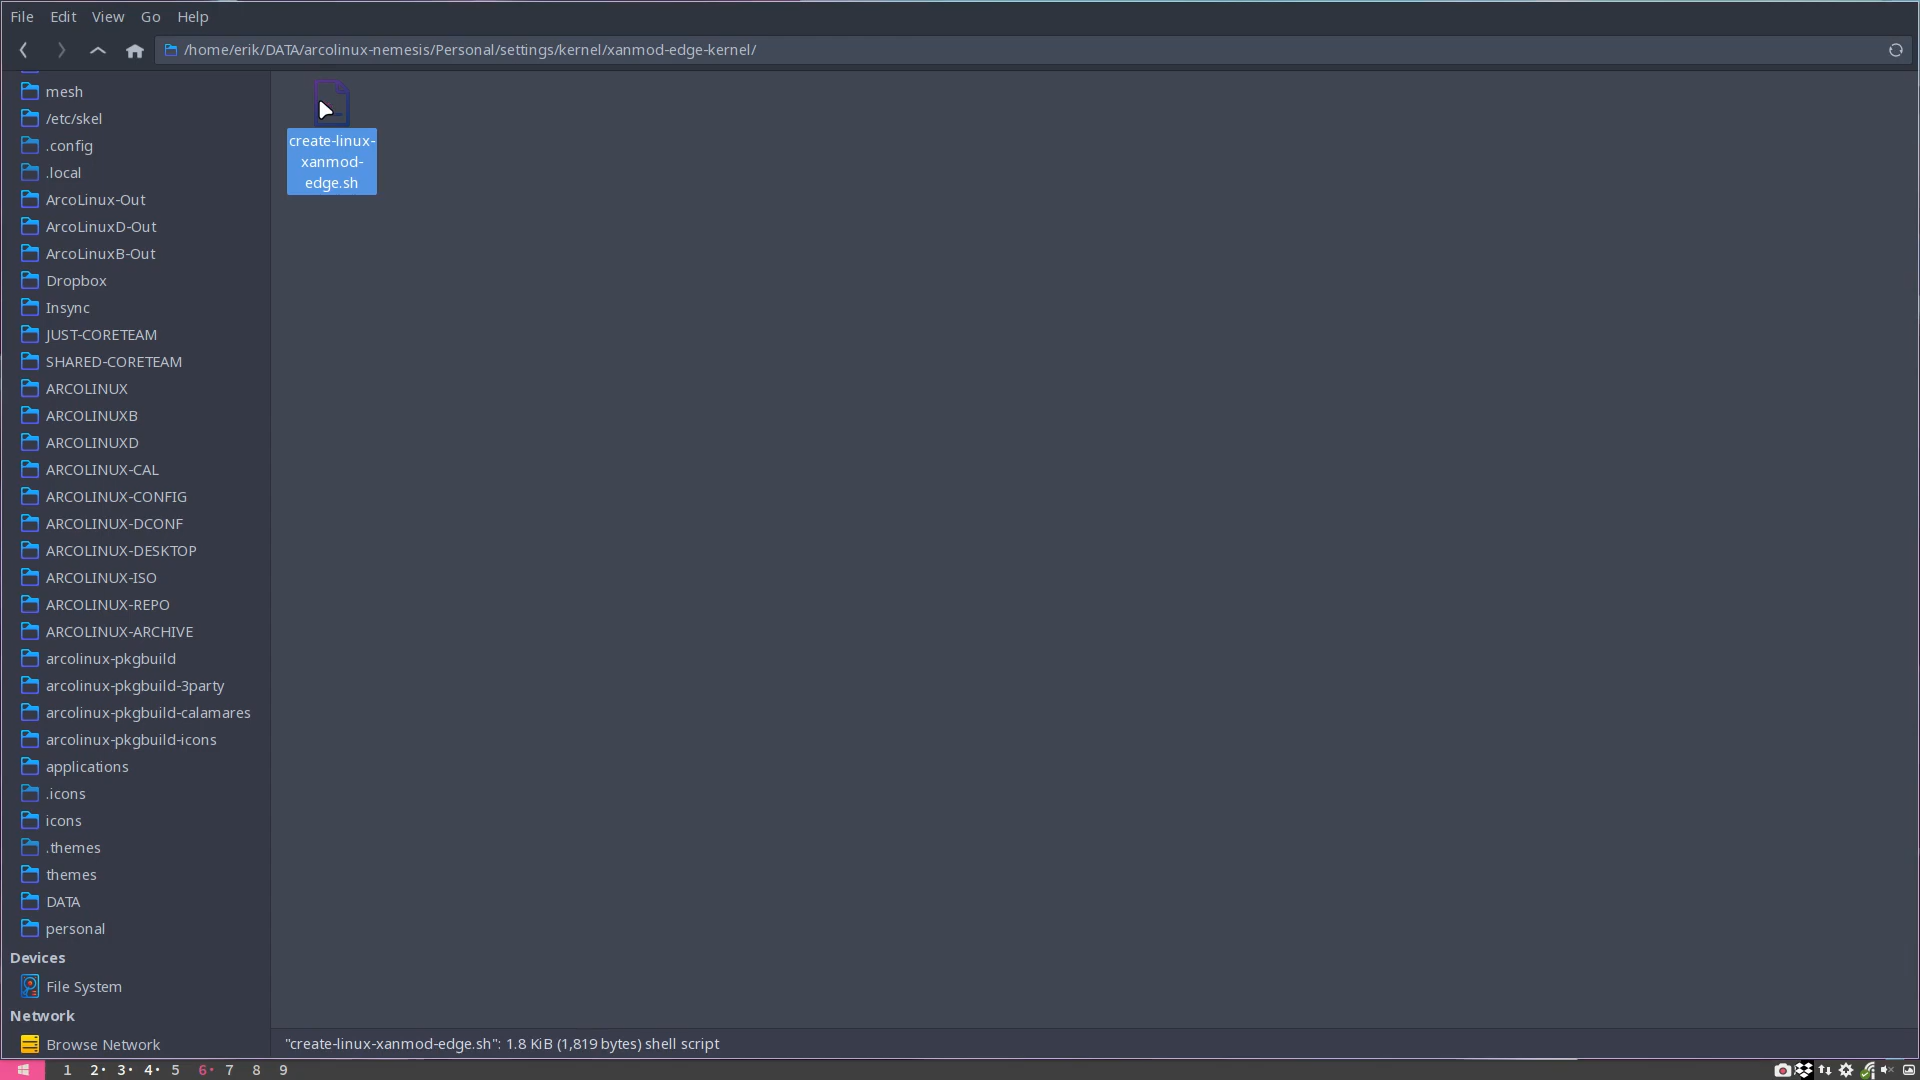 File Edit View Go Help
/home/erik/DATA/arcolinux-nemesis/Personal/settings/kernel/xanmod-edge-kernel/
mesh
/etc/skel
.config
.local
ArcoLinux-Out
ArcoLinuxD-Out
ArcoLinuxB-Out
Dropbox
Insync
JUST-CORETEAM
SHARED-CORETEAM
ARCOLINUX
ARCOLINUXB
ARCOLINUXD
ARCOLINUX-CAL
ARCOLINUX-CONFIG
ARCOLINUX-DCONF
ARCOLINUX-DESKTOP
ARCOLINUX-ISO
ARCOLINUX-REPO
ARCOLINUX-ARCHIVE
arcolinux-pkgbuild
arcolinux-pkgbuild-3party
arcolinux-pkgbuild-calamares
arcolinux-pkgbuild-icons
applications
.icons
icons
.themes
themes
DATA
personal
Devices
File System
Network
Browse Network
create-linux-
xanmod-
edge.sh
"create-linux-xanmod-edge.sh": 1.8 KiB (1,819 bytes) shell script
1 2· 3· 4· 5 6· 7 8 9